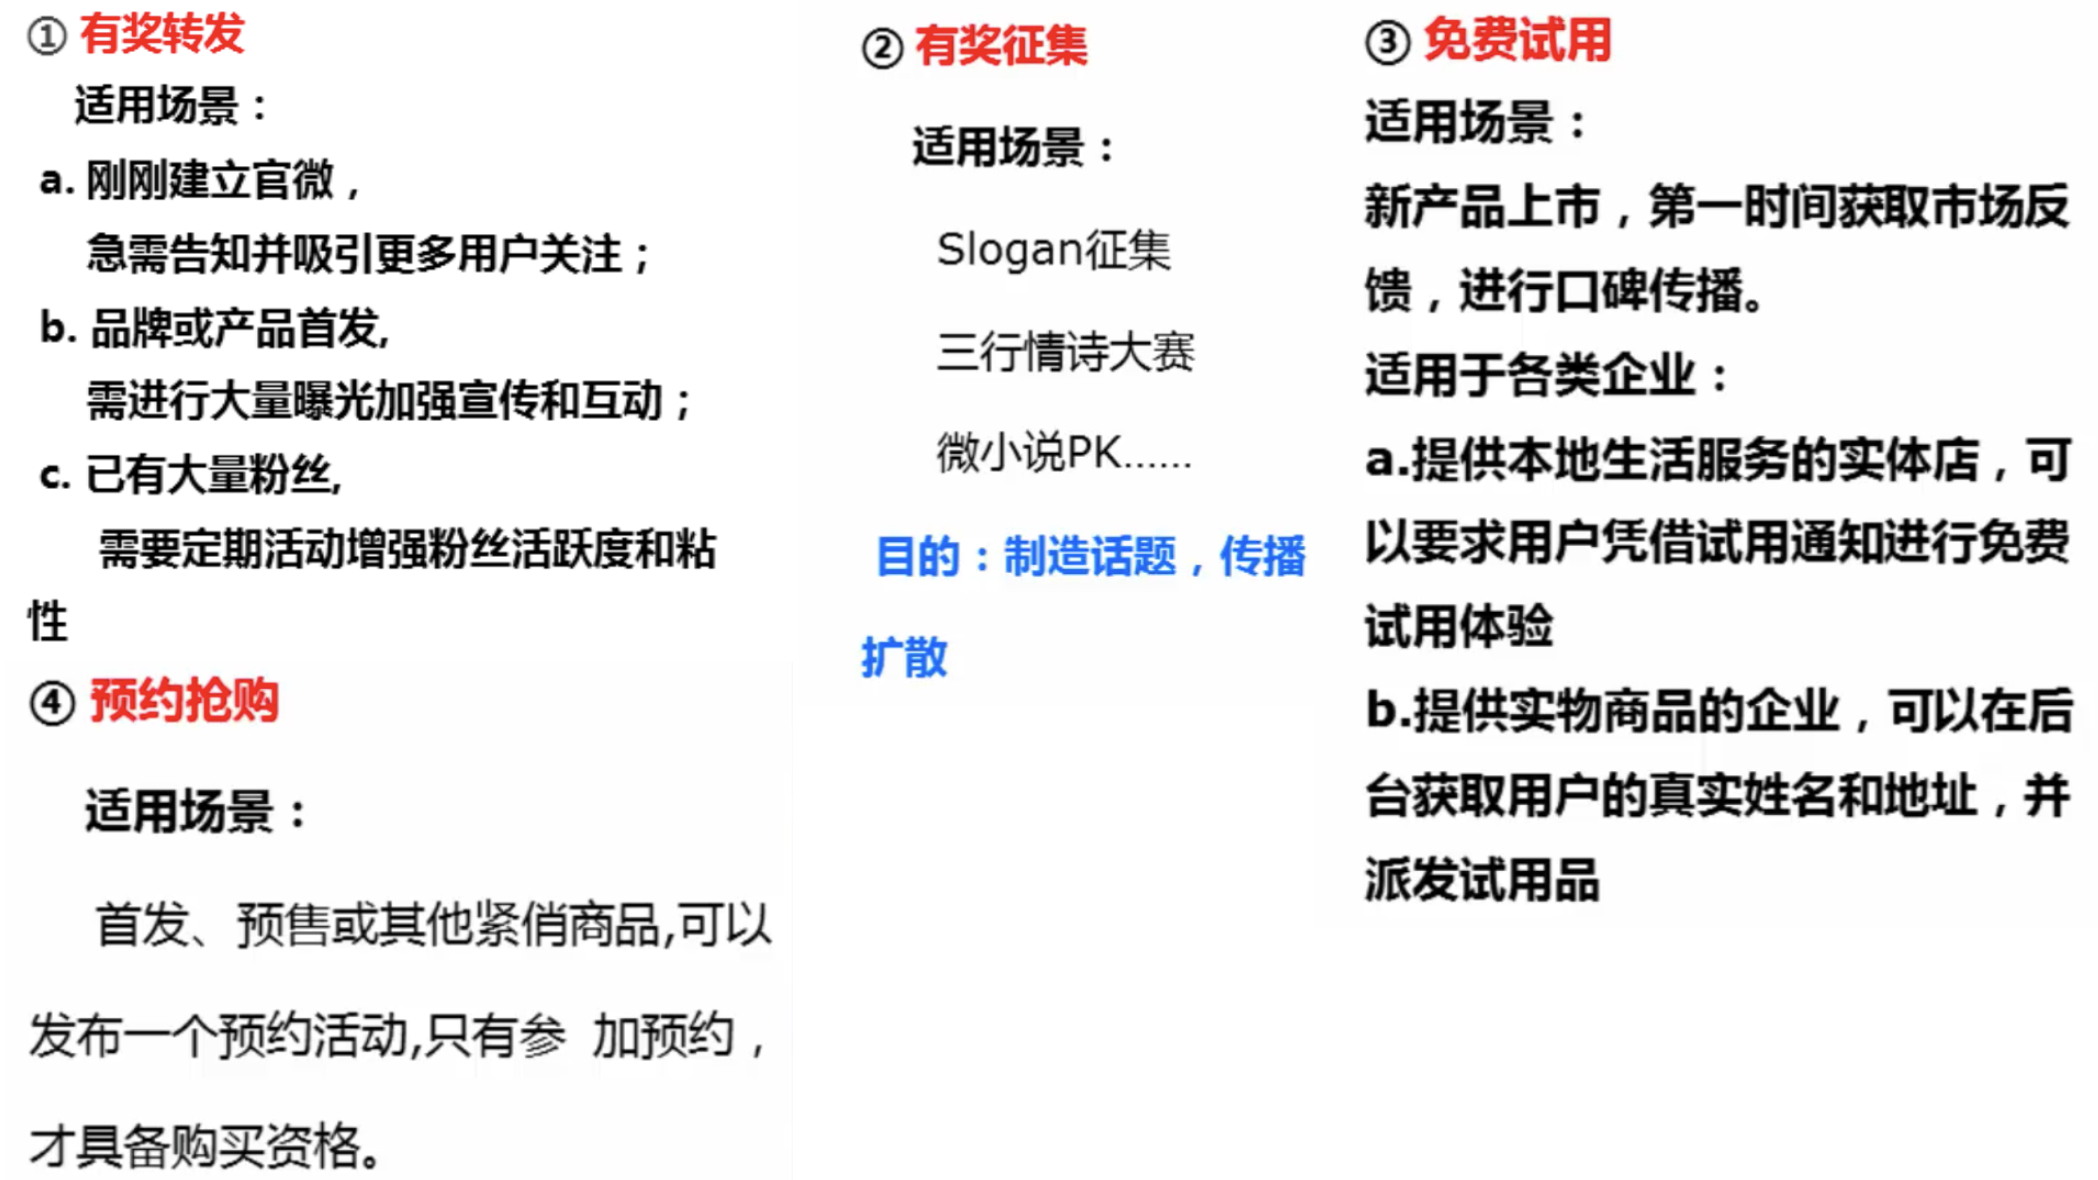 ① 有奖转发
适用场景：
a. 刚刚建立官微，
急需告知并吸引更多用户关注；
b. 品牌或产品首发,
需进行大量曝光加强宣传和互动；
c. 已有大量粉丝,
需要定期活动增强粉丝活跃度和粘
性
② 有奖征集
适用场景：
Slogan征集
三行情诗大赛
微小说PK……
目的：制造话题，传播
扩散
③ 免费试用
适用场景：
新产品上市，第一时间获取市场反
馈，进行口碑传播。
适用于各类企业：
a.提供本地生活服务的实体店，可
以要求用户凭借试用通知进行免费
试用体验
b.提供实物商品的企业，可以在后
台获取用户的真实姓名和地址，并
派发试用品
④ 预约抢购
适用场景：
首发、预售或其他紧俏商品,可以
发布一个预约活动,只有参 加预约，
才具备购买资格。